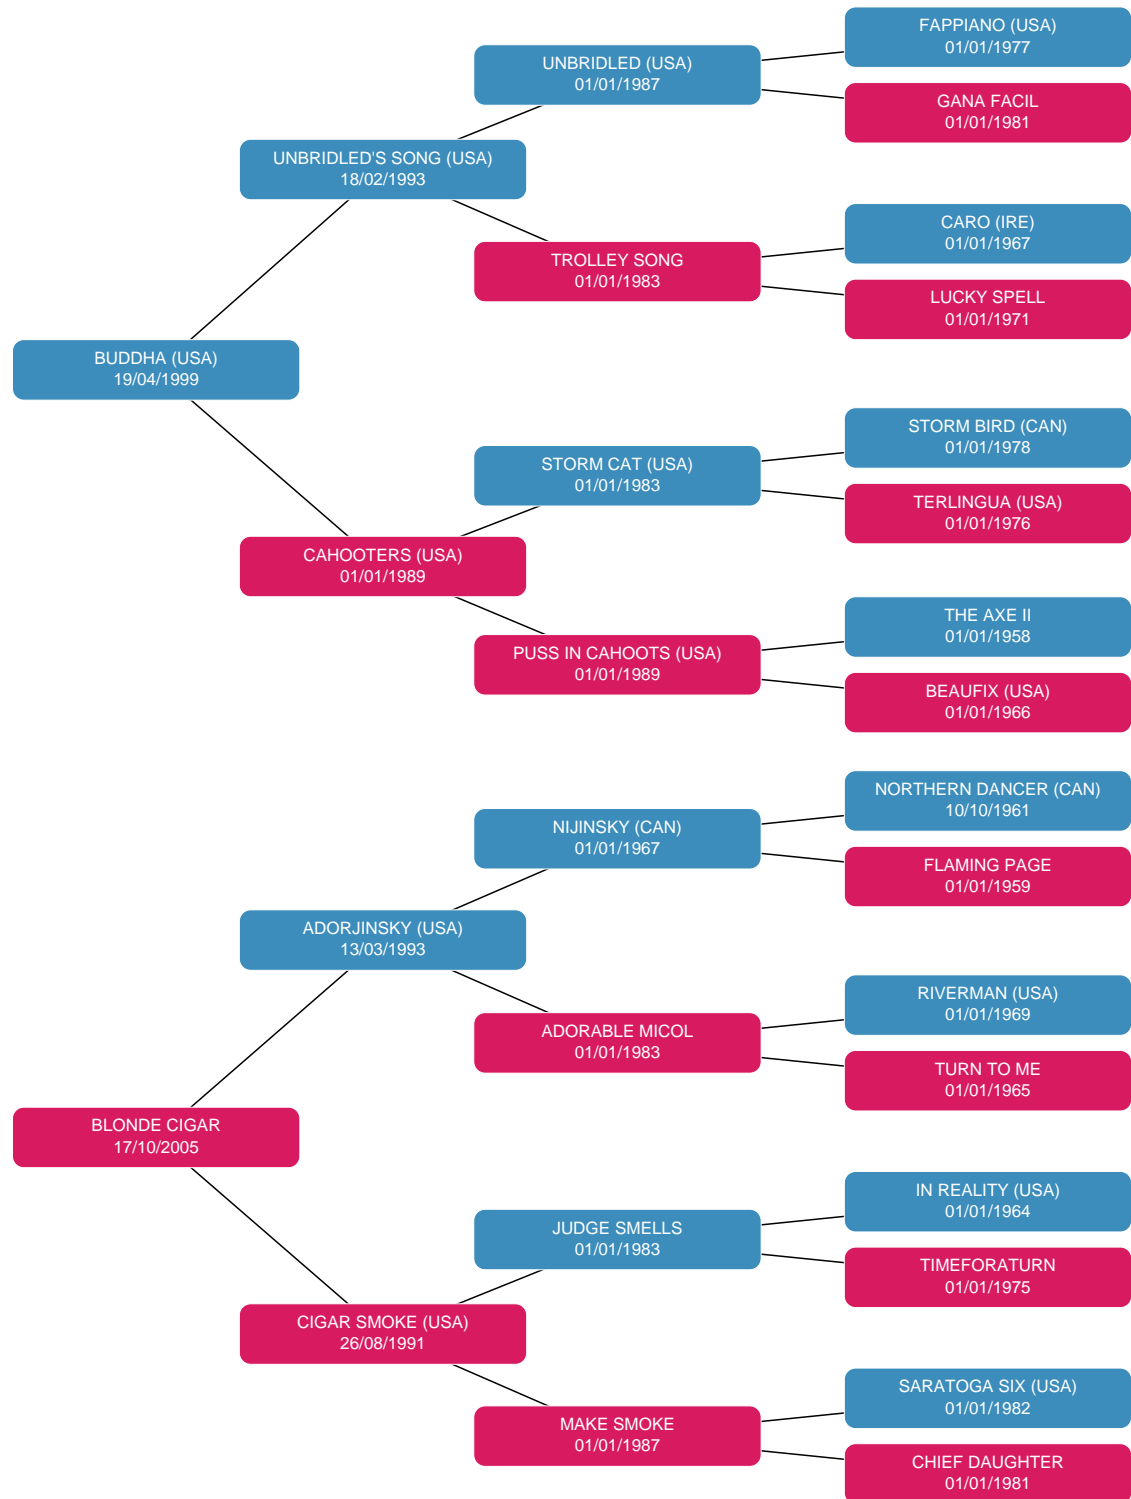 FAPPIANO (USA)
01/01/1977
UNBRIDLED (USA)
01/01/1987
GANA FACIL
01/01/1981
UNBRIDLED'S SONG (USA)
18/02/1993
CARO (IRE)
01/01/1967
TROLLEY SONG
01/01/1983
LUCKY SPELL
01/01/1971
BUDDHA (USA)
19/04/1999
STORM BIRD (CAN)
01/01/1978
STORM CAT (USA)
01/01/1983
TERLINGUA (USA)
01/01/1976
CAHOOTERS (USA)
01/01/1989
THE AXE II
01/01/1958
PUSS IN CAHOOTS (USA)
01/01/1989
BEAUFIX (USA)
01/01/1966
NORTHERN DANCER (CAN)
10/10/1961
NIJINSKY (CAN)
01/01/1967
FLAMING PAGE
01/01/1959
ADORJINSKY (USA)
13/03/1993
RIVERMAN (USA)
01/01/1969
ADORABLE MICOL
01/01/1983
TURN TO ME
01/01/1965
BLONDE CIGAR
17/10/2005
IN REALITY (USA)
01/01/1964
JUDGE SMELLS
01/01/1983
TIMEFORATURN
01/01/1975
CIGAR SMOKE (USA)
26/08/1991
SARATOGA SIX (USA)
01/01/1982
MAKE SMOKE
01/01/1987
CHIEF DAUGHTER
01/01/1981